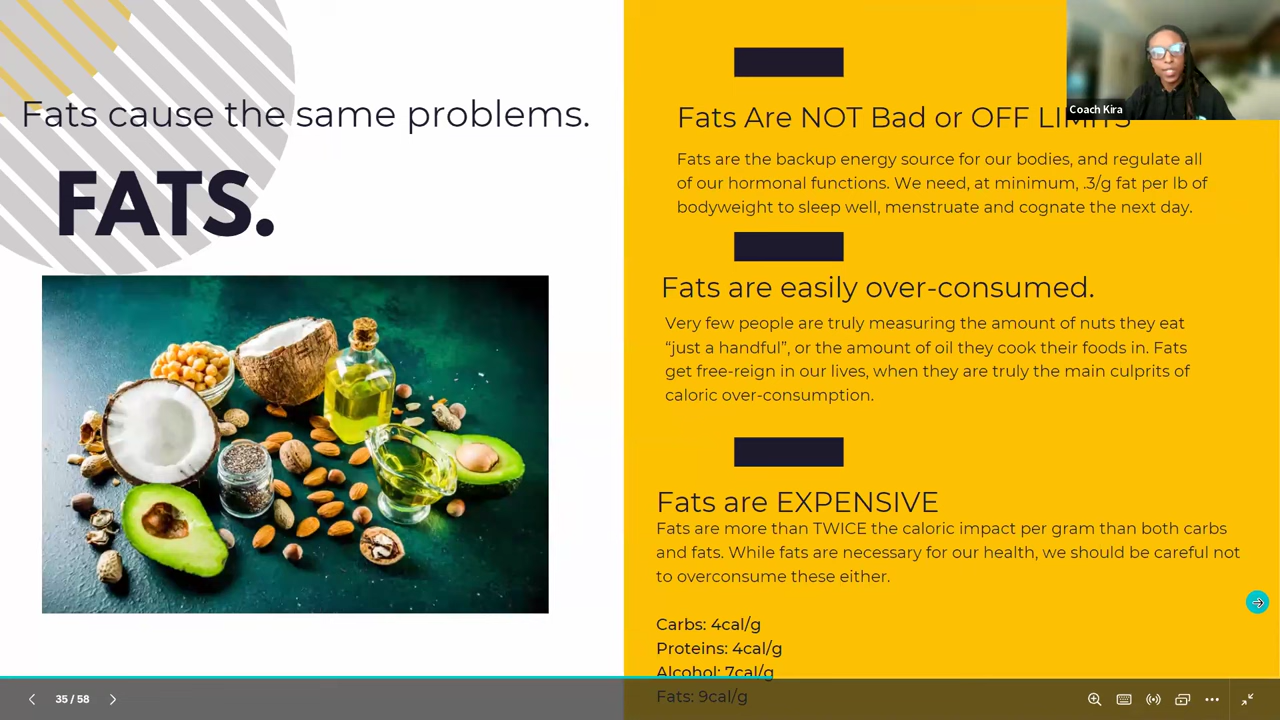 Fats cause the same problems.
FATS.
Fats Are NOT Bad or OFF LIMITS
Fats are the backup energy source for our bodies, and regulate all
of our hormonal functions. We need, at minimum, .3/g fat per lb of
bodyweight to sleep well, menstruate and cognate the next day.
Fats are easily over-consumed.
Very few people are truly measuring the amount of nuts they eat
“just a handful”, or the amount of oil they cook their foods in. Fats
get free-reign in our lives, when they are truly the main culprits of
caloric over-consumption.
Fats are EXPENSIVE
Fats are more than TWICE the caloric impact per gram than both carbs
and fats. While fats are necessary for our health, we should be careful not
to overconsume these either.
Carbs: 4cal/g
Proteins: 4cal/g
Alcohol: 7cal/g
Fats: 9cal/g
Coach Kira
35 / 58